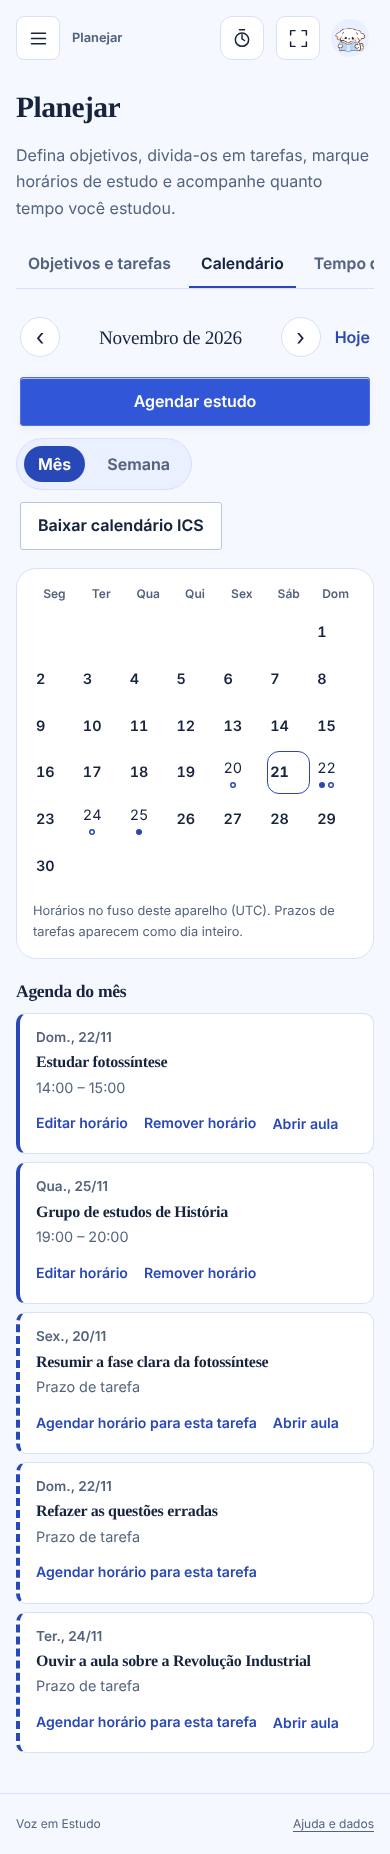 Planejar
Planejar
Defina objetivos, divida-os em tarefas, marque
horários de estudo e acompanhe quanto
tempo você estudou.
Objetivos e tarefas Calendário Tempo
‹ Novembro de 2026 › Hoje
Agendar estudo
Mês Semana
Baixar calendário ICS
Seg Ter Qua Qui Sex Sáb Dom
1
2 3 4 5 6 7 8
9 10 11 12 13 14 15
16 17 18 19 20 21 22
23 24 25 26 27 28 29
30
Horários no fuso deste aparelho (UTC). Prazos de
tarefas aparecem como dia inteiro.
Agenda do mês
Dom., 22/11
Estudar fotossíntese
14:00 – 15:00
Editar horário Remover horário Abrir aula
Qua., 25/11
Grupo de estudos de História
19:00 – 20:00
Editar horário Remover horário
Sex., 20/11
Resumir a fase clara da fotossíntese
Prazo de tarefa
Agendar horário para esta tarefa Abrir aula
Dom., 22/11
Refazer as questões erradas
Prazo de tarefa
Agendar horário para esta tarefa
Ter., 24/11
Ouvir a aula sobre a Revolução Industrial
Prazo de tarefa
Agendar horário para esta tarefa Abrir aula
Voz em Estudo Ajuda e dados